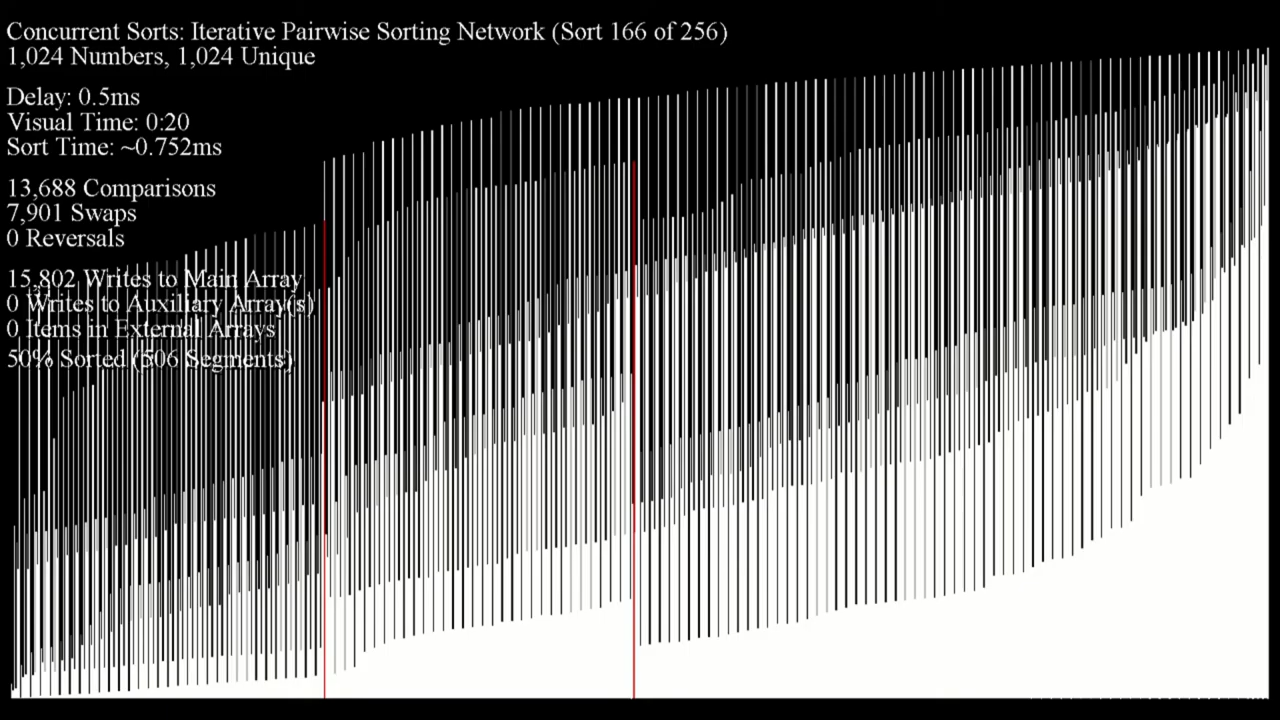 Concurrent Sorts: Iterative Pairwise Sorting Network (Sort 166 of 256)
1,024 Numbers, 1,024 Unique
Delay: 0.5ms
Visual Time: 0:20
Sort Time: ~0.752ms
13,688 Comparisons
7,901 Swaps
0 Reversals
15,802 Writes to Main Array
0 Writes to Auxiliary Array(s)
0 Items in External Arrays
50% Sorted (506 Segments)